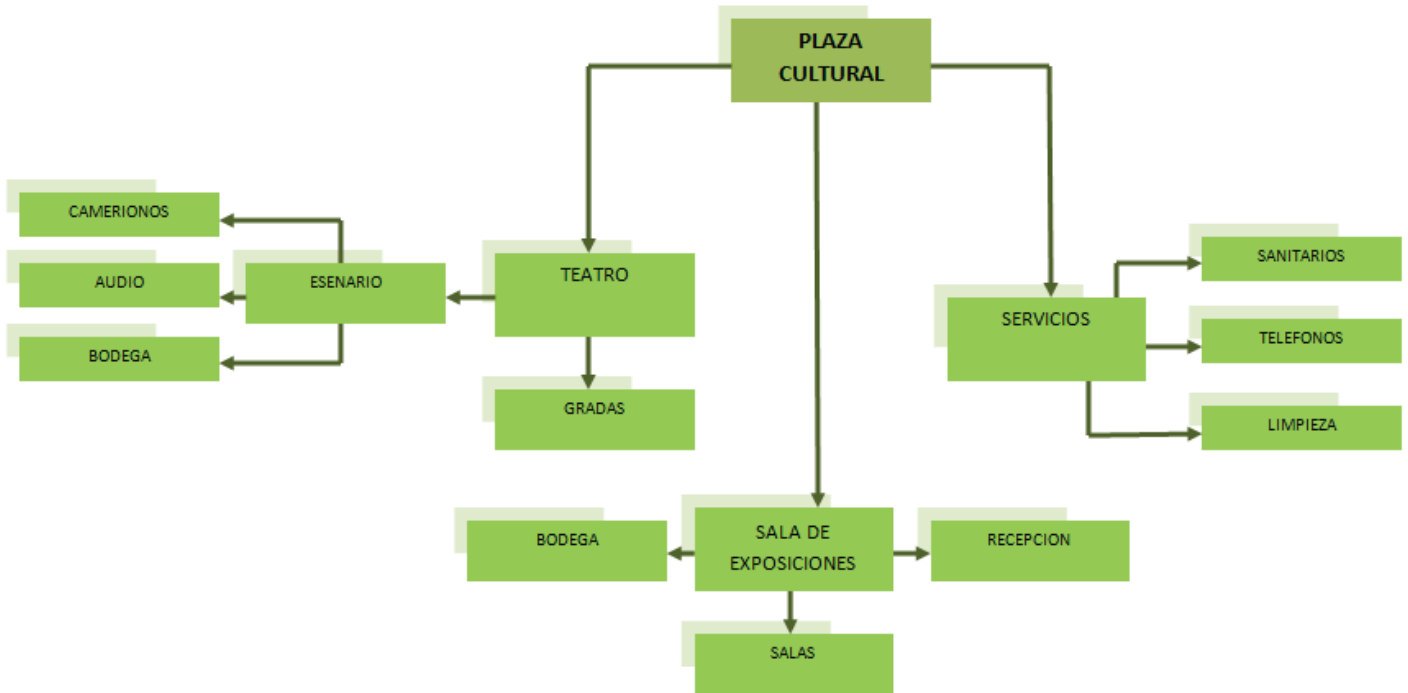 PLAZA
CULTURAL
CAMERIONOS
AUDIO
BODEGA
ESENARIO
TEATRO
GRADAS
SERVICIOS
SANITARIOS
TELEFONOS
LIMPIEZA
BODEGA
SALA DE
EXPOSICIONES
RECEPCION
SALAS